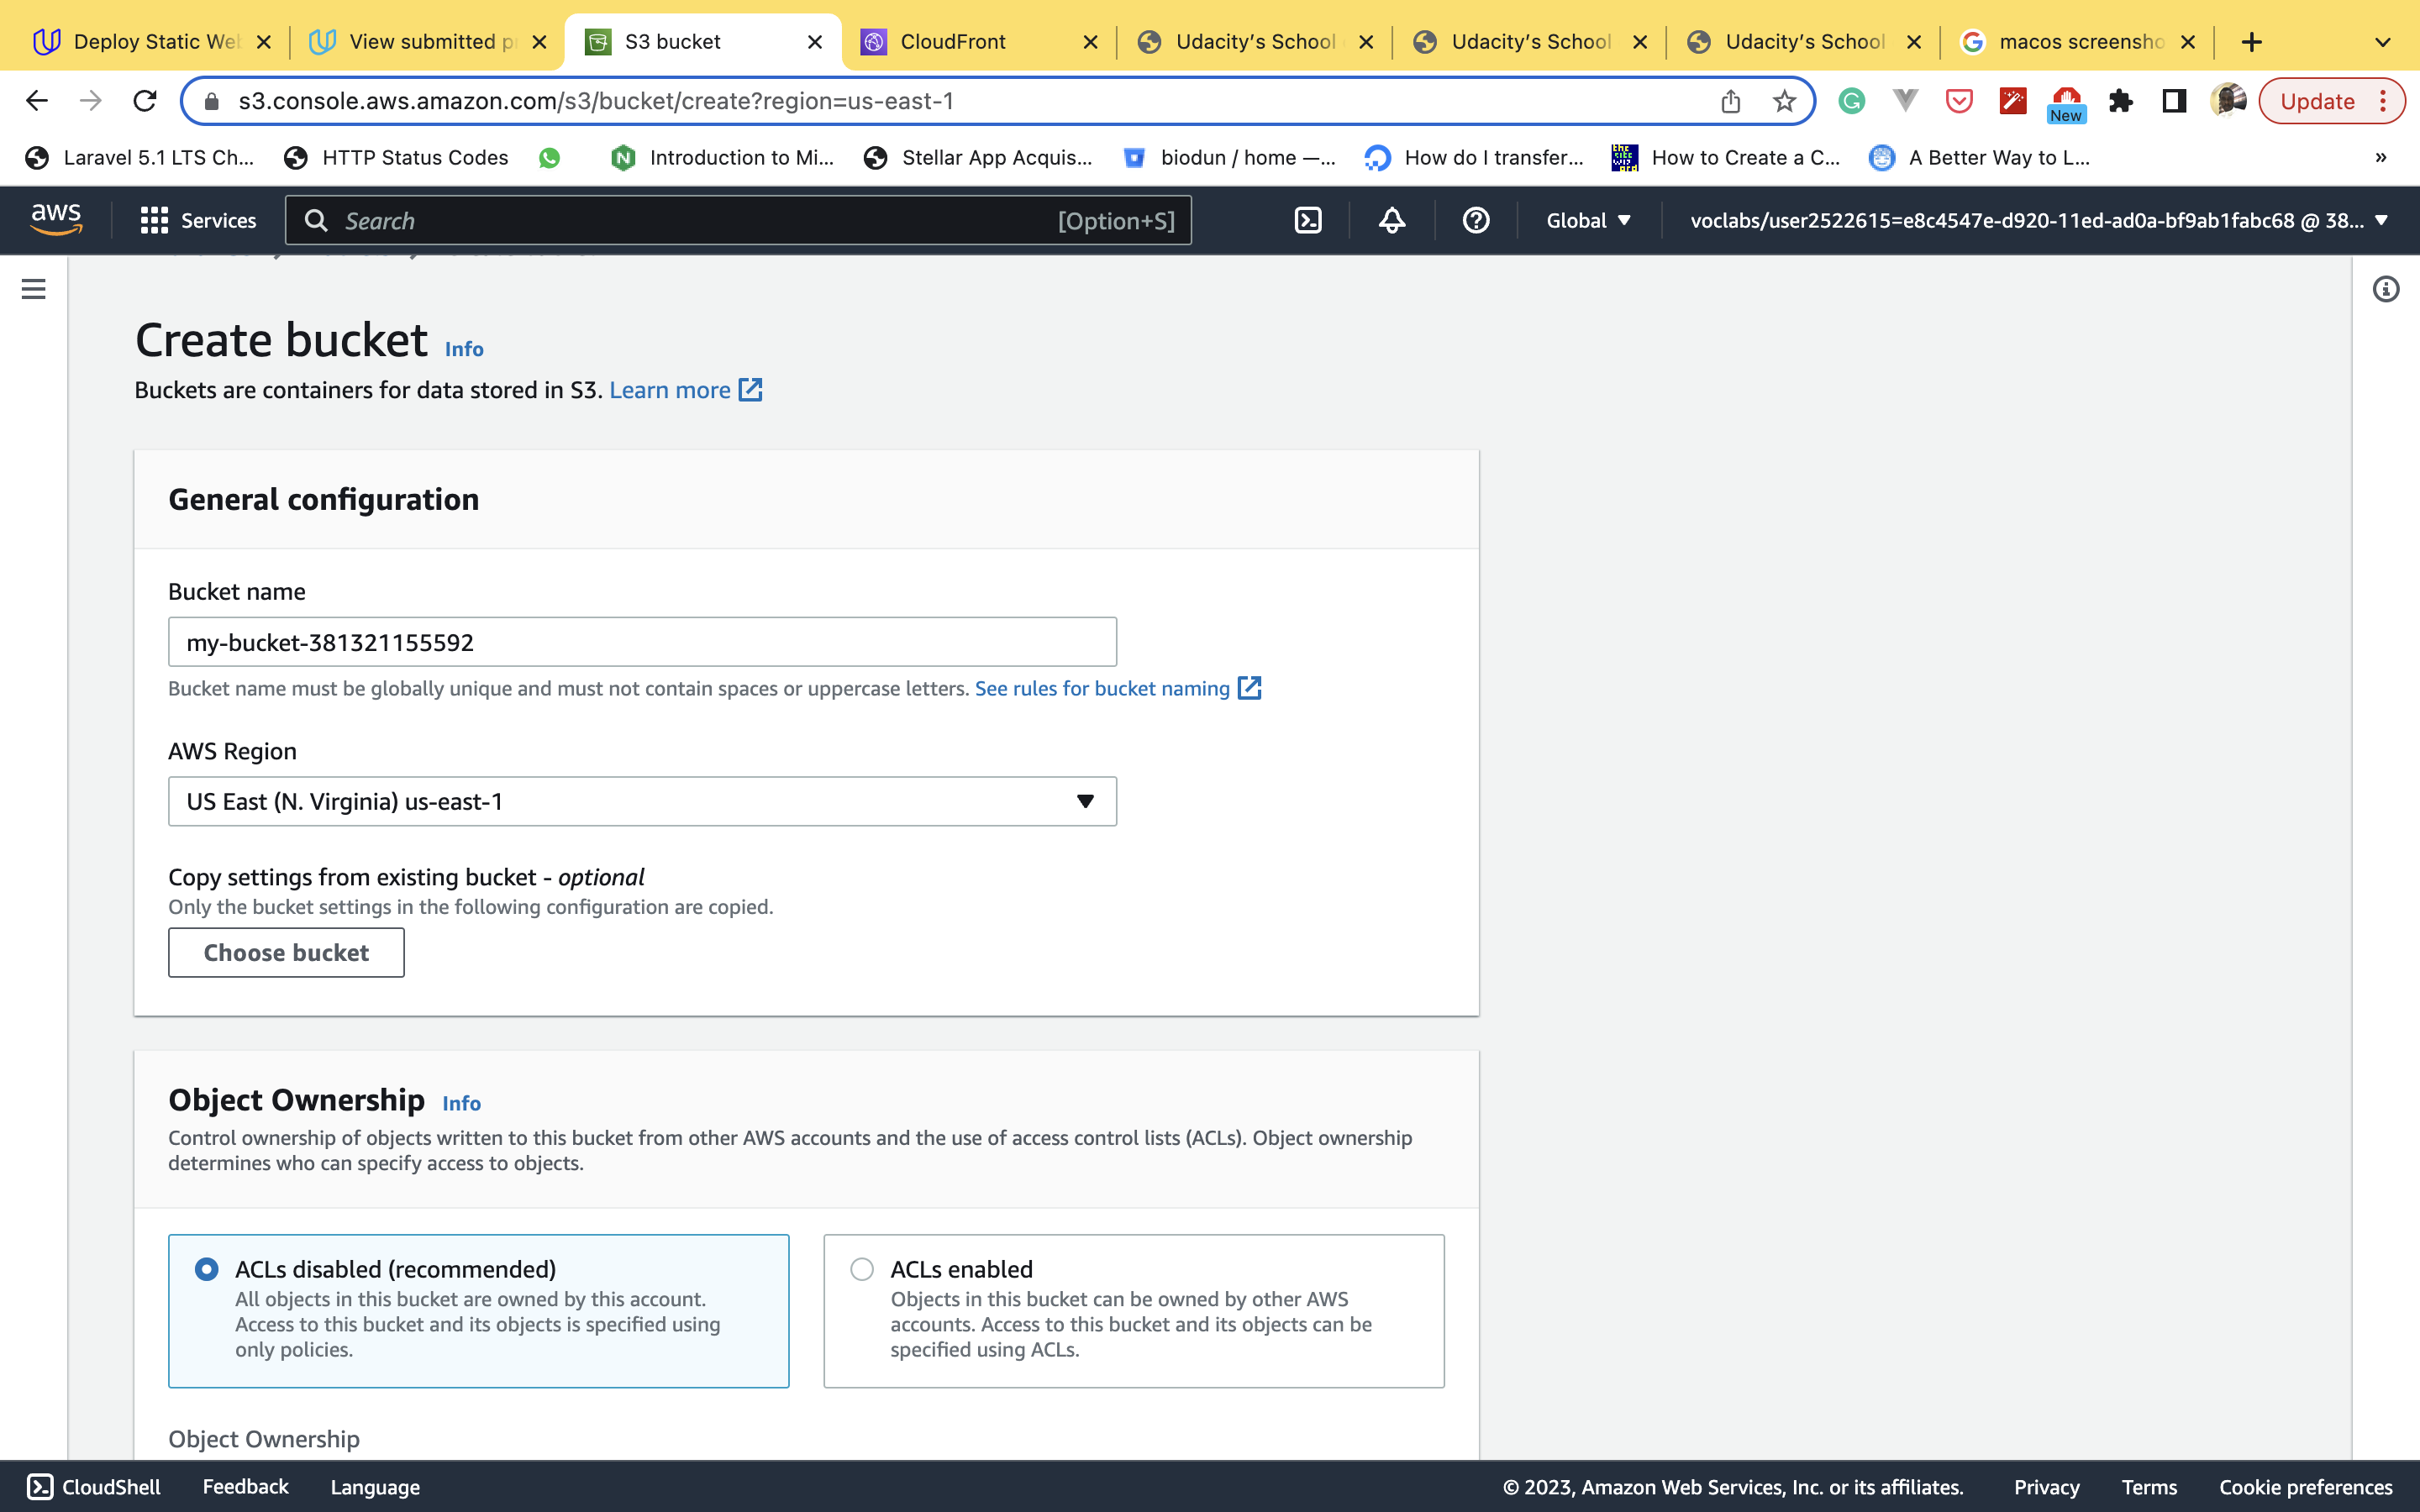 Deploy Static We
View submitted p
S3 bucket
CloudFront
Udacity's School
Udacity's School
Udacity's School
macos screensho
s3.console.aws.amazon.com/s3/bucket/create?region=us-east-1
New
Update
Laravel 5.1 LTS Ch...
HTTP Status Codes
Introduction to Mi...
Stellar App Acquis...
biodun / home —...
How do I transfer...
How to Create a C...
A Better Way to L...
»
aws
Services
Search
[Option+S]
Global
voclabs/user2522615=e8c4547e-d920-11ed-ad0a-bf9ab1fabc68 @ 38...
Create bucket Info
Buckets are containers for data stored in S3. Learn more
General configuration
Bucket name
my-bucket-381321155592
Bucket name must be globally unique and must not contain spaces or uppercase letters. See rules for bucket naming
AWS Region
US East (N. Virginia) us-east-1
Copy settings from existing bucket - optional
Only the bucket settings in the following configuration are copied.
Choose bucket
Object Ownership Info
Control ownership of objects written to this bucket from other AWS accounts and the use of access control lists (ACLs). Object ownership
determines who can specify access to objects.
ACLs disabled (recommended)
All objects in this bucket are owned by this account.
Access to this bucket and its objects is specified using
only policies.
ACLs enabled
Objects in this bucket can be owned by other AWS
accounts. Access to this bucket and its objects can be
specified using ACLs.
Object Ownership
CloudShell
Feedback
Language
© 2023, Amazon Web Services, Inc. or its affiliates.
Privacy
Terms
Cookie preferences